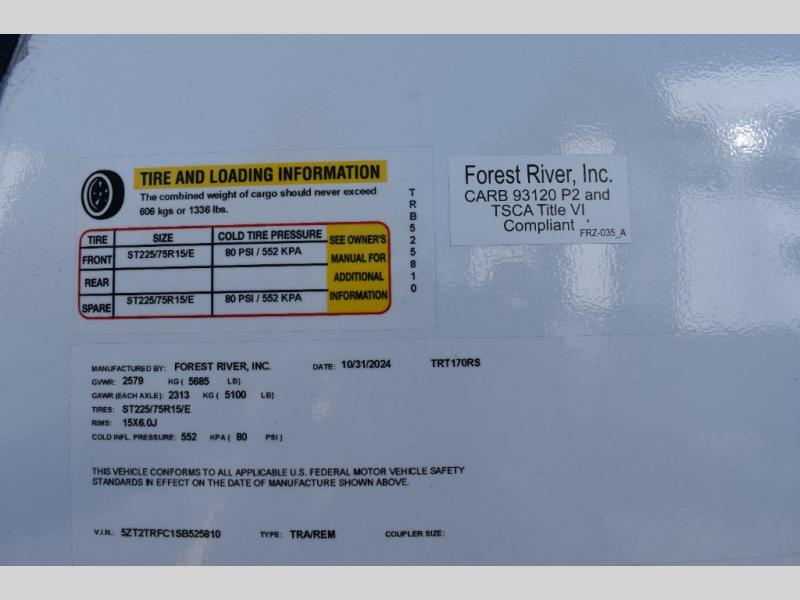 TIRE AND LOADING INFORMATION
The combined weight of cargo should never exceed
606 kgs or 1336 lbs.
TIRE SIZE COLD TIRE PRESSURE
FRONT ST225/75R15/E 80 PSI / 552 KPA
REAR
SPARE ST225/75R15/E 80 PSI / 552 KPA
SEE OWNER'S
MANUAL FOR
ADDITIONAL
INFORMATION
TRB525810
Forest River, Inc.
CARB 93120 P2 and
TSCA Title VI
Compliant
FRZ-035_A
MANUFACTURED BY: FOREST RIVER, INC. DATE: 10/31/2024 TRT170RS
GVWR: 2579 KG ( 5685 LB)
GAWR (EACH AXLE): 2313 KG ( 5100 LB)
TIRES: ST225/75R15/E
RIMS: 15X6.0J
COLD INFL. PRESSURE: 552 KPA ( 80 PSI )
THIS VEHICLE CONFORMS TO ALL APPLICABLE U.S. FEDERAL MOTOR VEHICLE SAFETY
STANDARDS IN EFFECT ON THE DATE OF MANUFACTURE SHOWN ABOVE.
V.I.N.: 5ZT2TRFC1SB525810 TYPE: TRA/REM COUPLER SIZE: